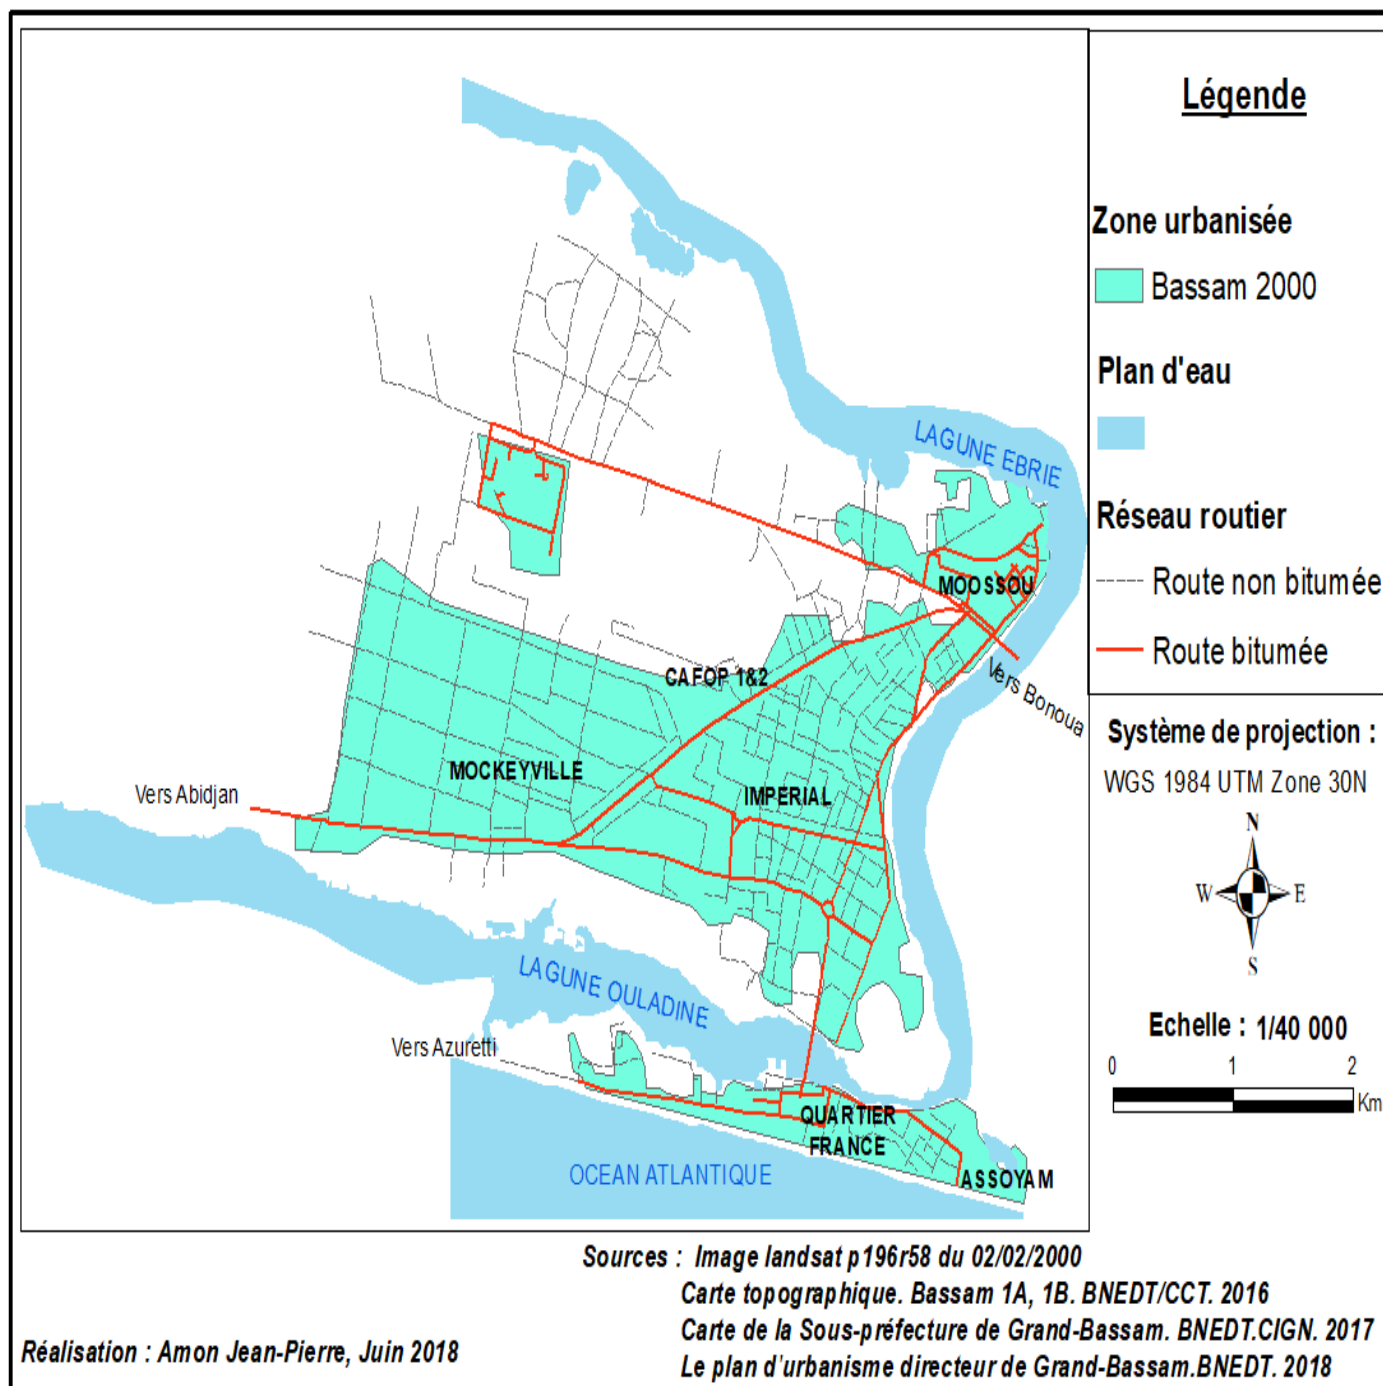 Légende
Zone urbanisée
Bassam 2000
Plan d'eau
Réseau routier
Route non bitumée
Route bitumée
Système de projection :
WGS 1984 UTM Zone 30N
N
W E
S
Echelle : 1/40 000
0 1 2
Km
LAGUNE EBRIE
MOOSSOU
Vers Bonoua
CAFOP 1&2
MOCKEYVILLE
IMPERIAL
Vers Abidjan
LAGUNE OULADINE
Vers Azuretti
QUARTIER
FRANCE
OCEAN ATLANTIQUE
ASSOYAM
Sources : Image landsat p196r58 du 02/02/2000
Carte topographique. Bassam 1A, 1B. BNEDT/CCT. 2016
Carte de la Sous-préfecture de Grand-Bassam. BNEDT.CIGN. 2017
Le plan d'urbanisme directeur de Grand-Bassam.BNEDT. 2018
Réalisation : Amon Jean-Pierre, Juin 2018